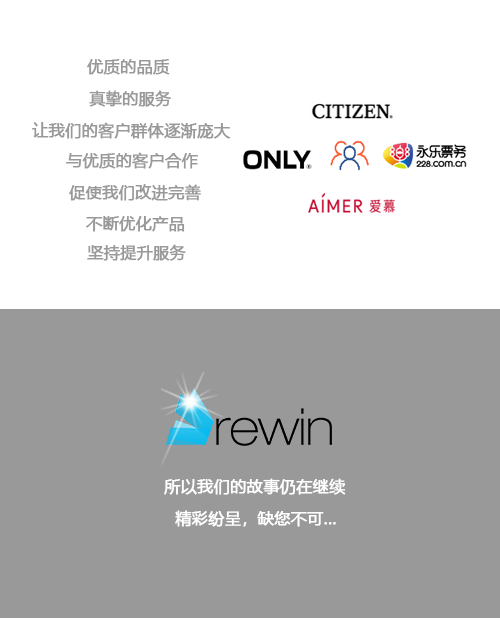 优质的品质
真挚的服务
让我们的客户群体逐渐庞大
与优质的客户合作
促使我们改进完善
不断优化产品
坚持提升服务
CITIZEN®
ONLY®
永乐票务
228.com.cn
AÍMER 爱慕
rewin
所以我们的故事仍在继续
精彩纷呈，缺您不可...